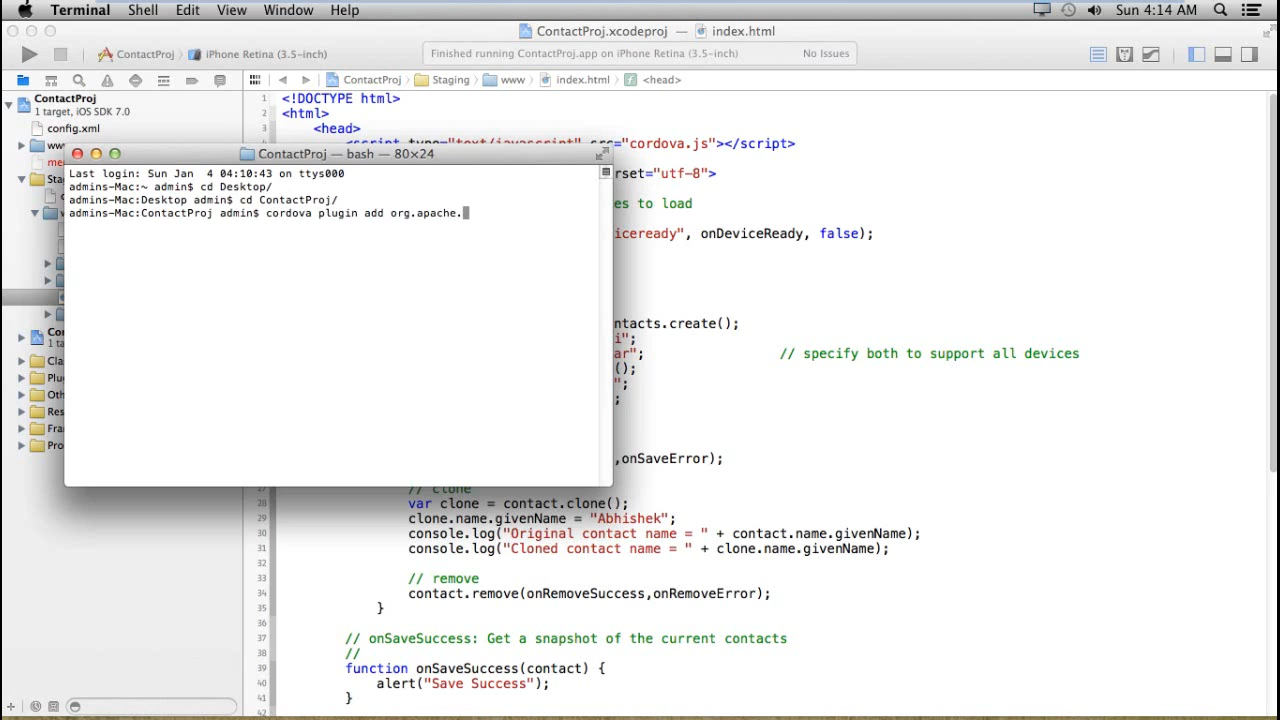 Terminal Shell Edit View Window Help Sun 4:14 AM
ContactProj.xcodeproj — index.html
ContactProj iPhone Retina (3.5-inch) Finished running ContactProj.app on iPhone Retina (3.5-inch) No Issues
ContactProj Staging www index.html <head>
ContactProj
1 target, iOS SDK 7.0
config.xml
1 <!DOCTYPE html>
2 <html>
3 <head>
<script type="text/javascript" src="cordova.js"></script>
ContactProj — bash — 80×24
Last login: Sun Jan 4 04:10:43 on ttys000
admins-Mac:~ admin$ cd Desktop/
admins-Mac:Desktop admin$ cd ContactProj/
admins-Mac:ContactProj admin$ cordova plugin add org.apache.
rset="utf-8">
es to load
iceready", onDeviceReady, false);
ntacts.create();
i";
ar"; // specify both to support all devices
();
";
;
,onSaveError);
// clone
28 var clone = contact.clone();
29 clone.name.givenName = "Abhishek";
30 console.log("Original contact name = " + contact.name.givenName);
31 console.log("Cloned contact name = " + clone.name.givenName);
32
33 // remove
34 contact.remove(onRemoveSuccess,onRemoveError);
35 }
36
37 // onSaveSuccess: Get a snapshot of the current contacts
38 //
39 function onSaveSuccess(contact) {
40 alert("Save Success");
41 }
42